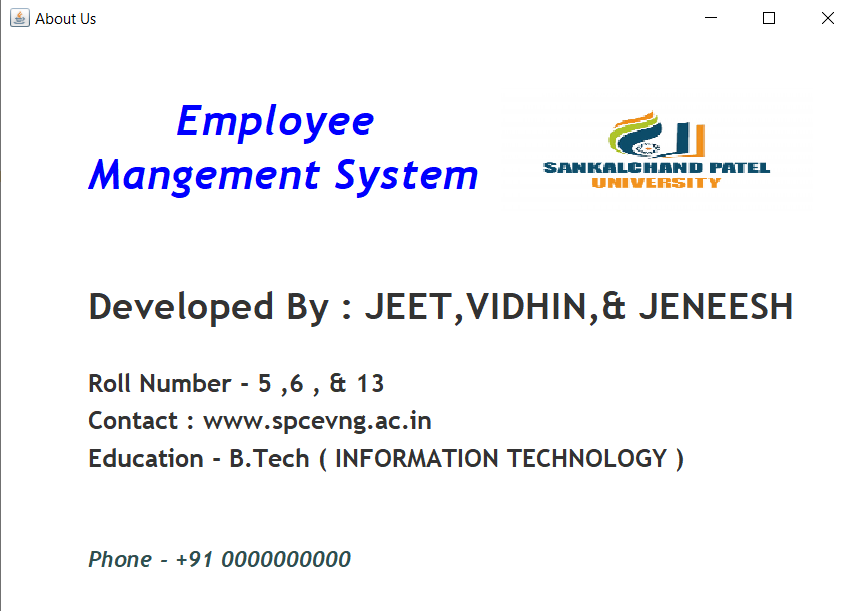 About Us
Employee
Mangement System
SANKALCHAND PATEL
UNIVERSITY
Developed By : JEET,VIDHIN,& JENEESH
Roll Number - 5 ,6 , & 13
Contact : www.spcevng.ac.in
Education - B.Tech ( INFORMATION TECHNOLOGY )
Phone - +91 0000000000